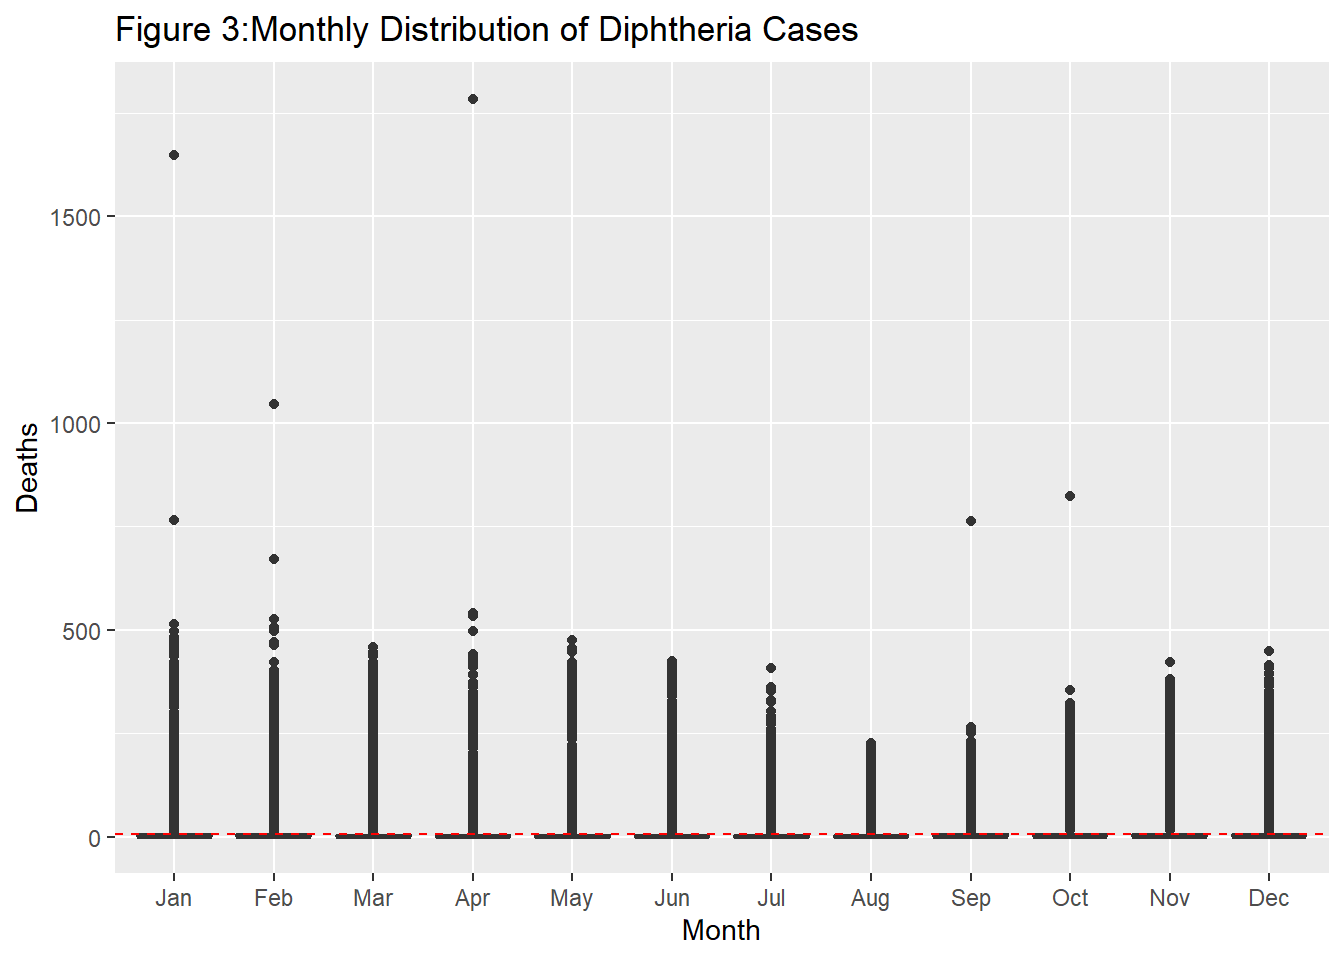 Figure 3:Monthly Distribution of Diphtheria Cases
1500
1000
500
0
Deaths
Jan Feb Mar Apr May Jun Jul Aug Sep Oct Nov Dec
Month